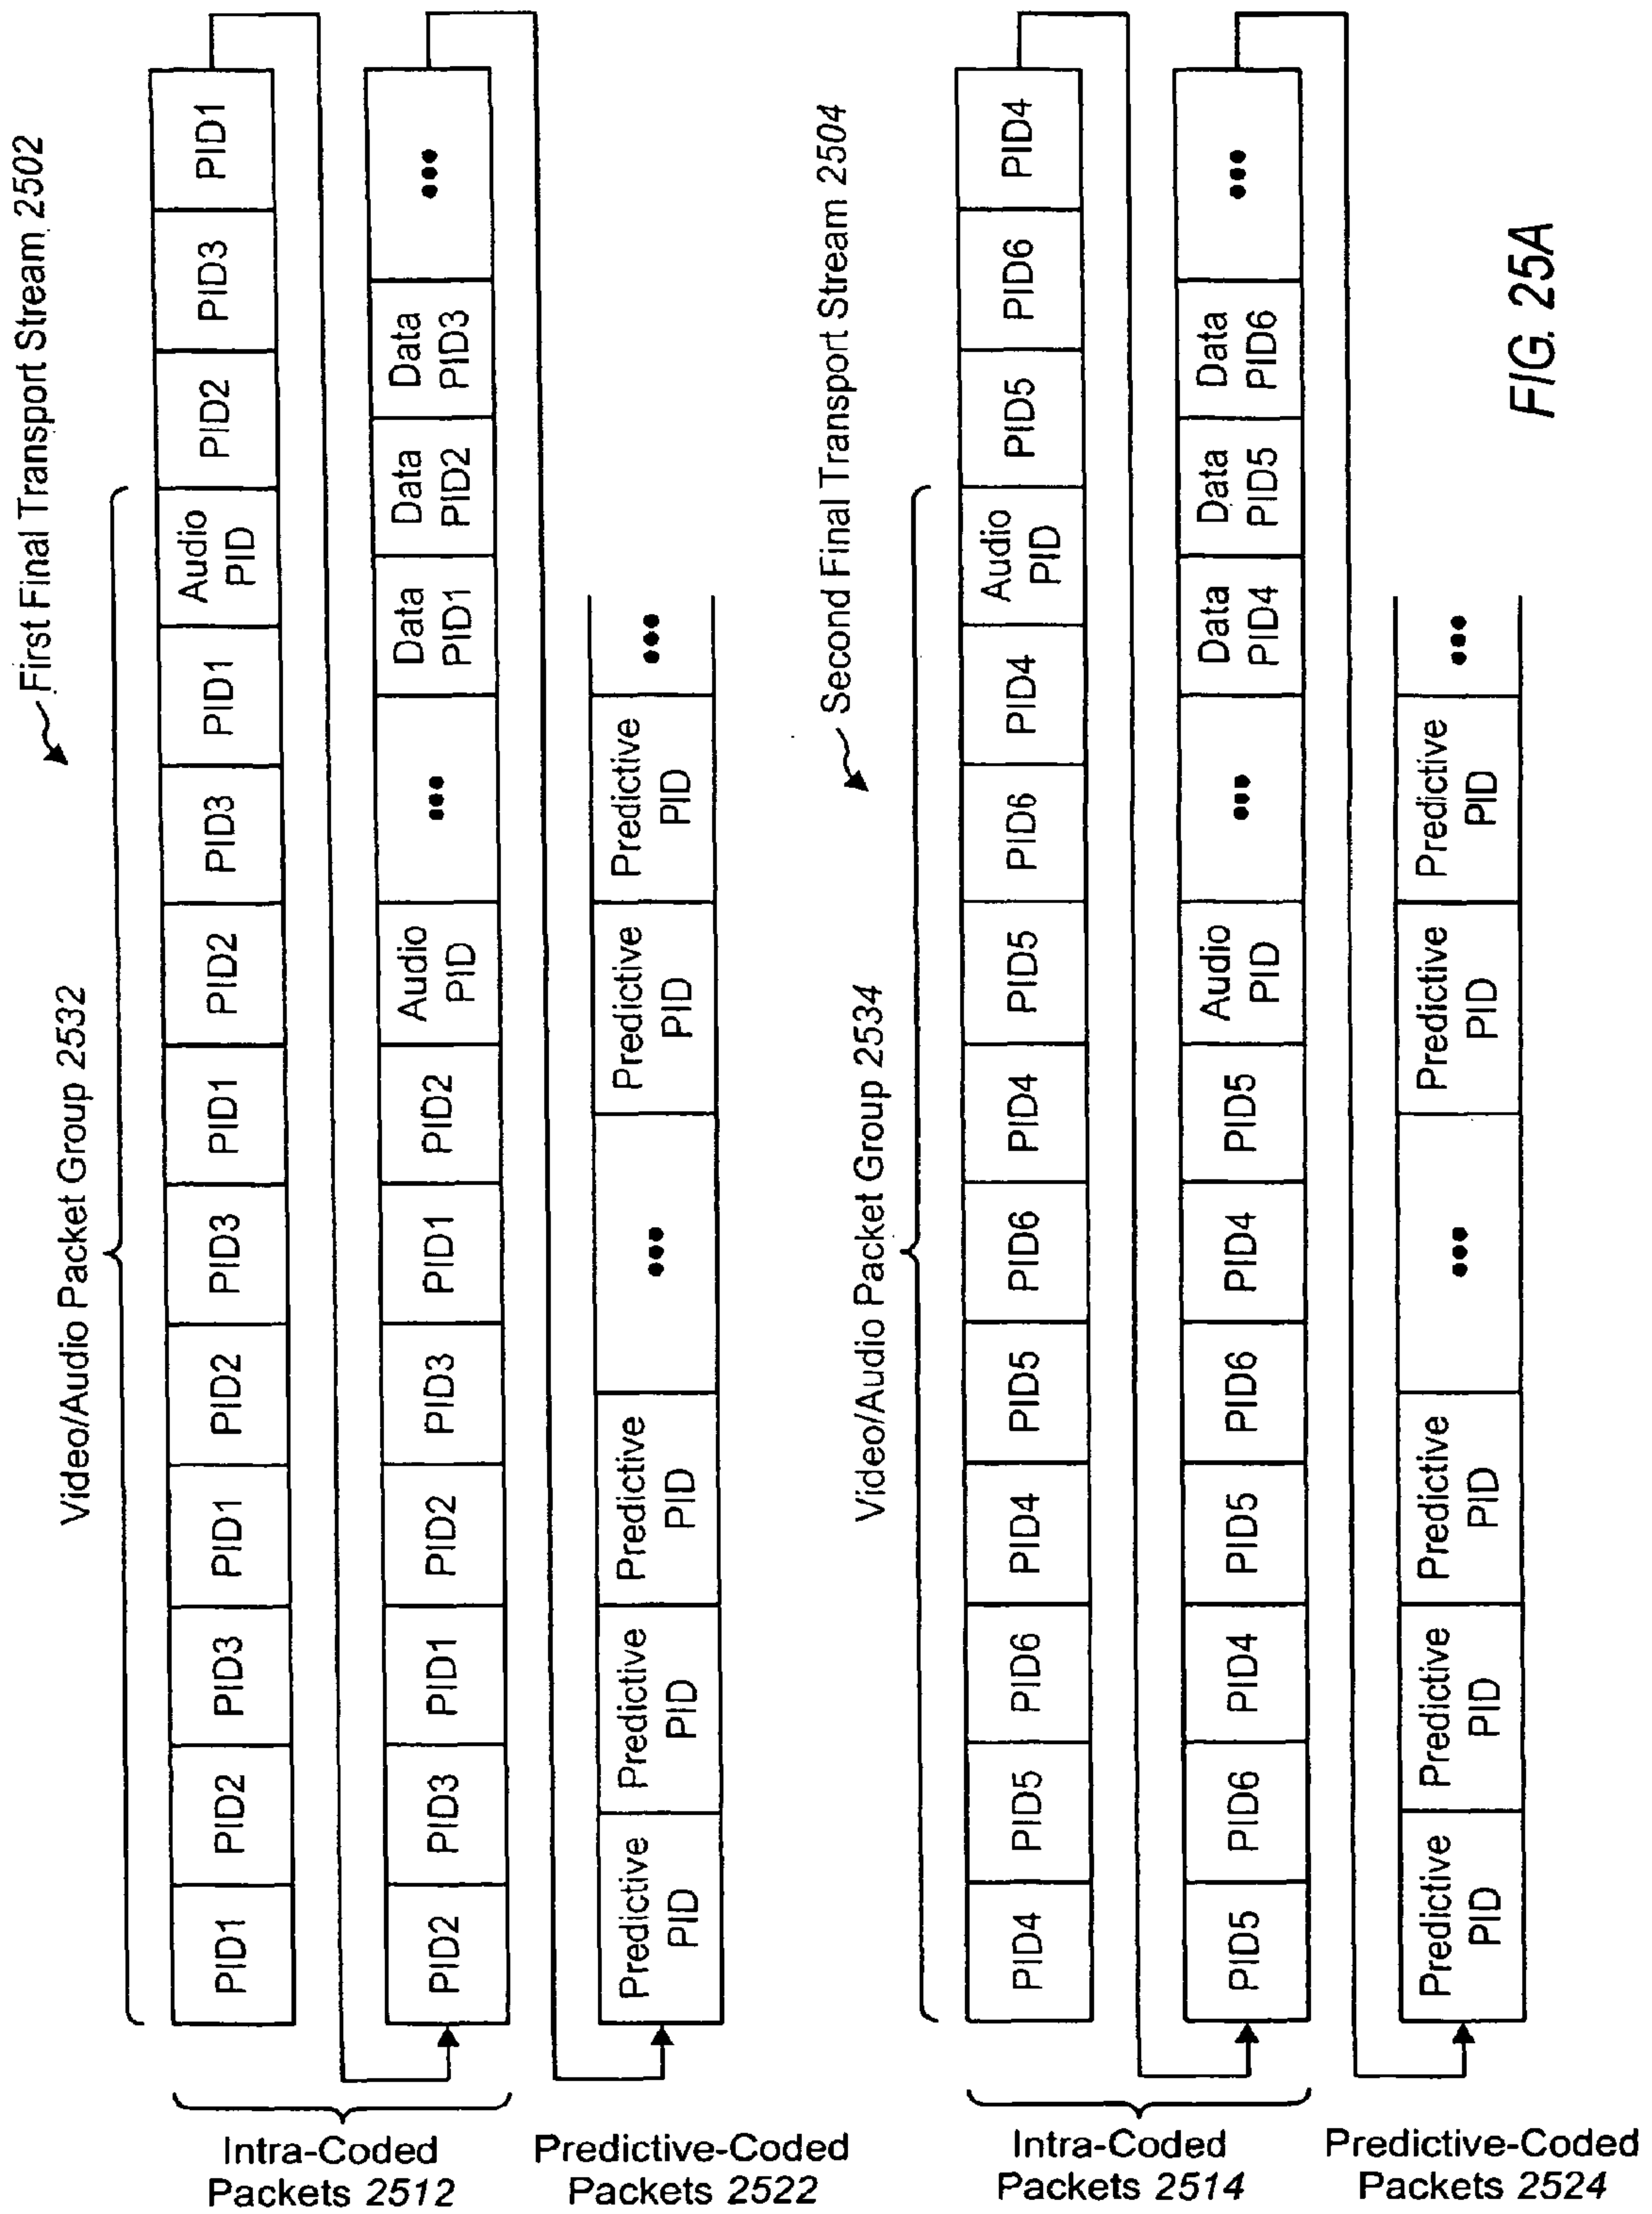 First Final Transport Stream 2502
Video/Audio Packet Group 2532
Intra-Coded
Packets 2512
PID1 PID2 PID3 PID1 PID2 PID3 PID1 PID2 PID3 PID1 Audio PID PID2 PID3 PID1
PID2 PID3 PID1 PID2 PID3 PID1 PID2 Audio PID ••• Data PID1 Data PID2 Data PID3 •••
Predictive-Coded
Packets 2522
Predictive PID Predictive PID Predictive PID ••• Predictive PID Predictive PID •••
Second Final Transport Stream 2504
Video/Audio Packet Group 2534
Intra-Coded
Packets 2514
PID4 PID5 PID6 PID4 PID5 PID6 PID4 PID5 PID6 PID4 Audio PID PID5 PID6 PID4
PID5 PID6 PID4 PID5 PID6 PID4 PID5 Audio PID ••• Data PID4 Data PID5 Data PID6 •••
Predictive-Coded
Packets 2524
Predictive PID Predictive PID Predictive PID ••• Predictive PID Predictive PID •••
FIG. 25A